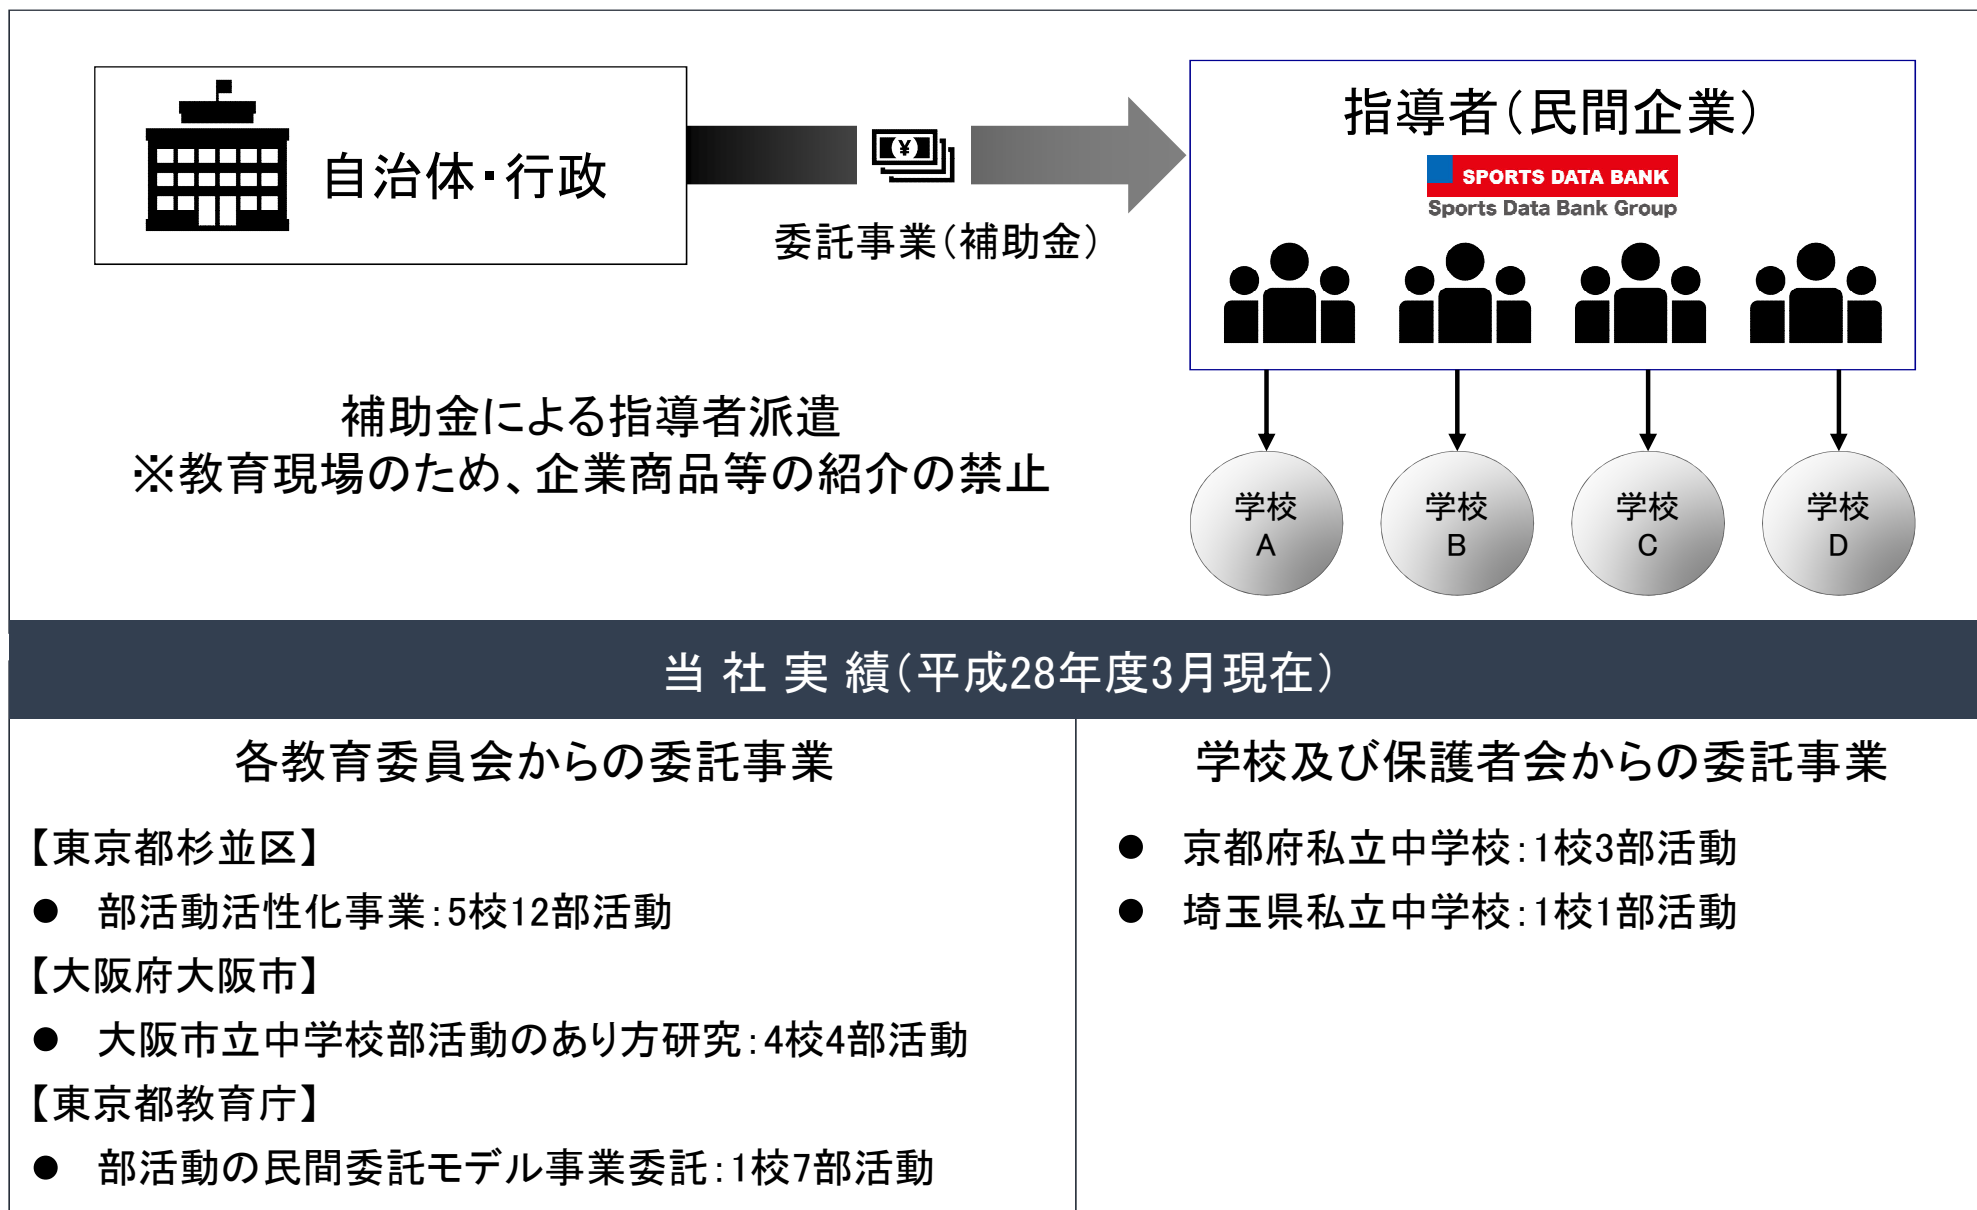 自治体・行政
¥
委託事業（補助金）
指導者（民間企業）
SPORTS DATA BANK
Sports Data Bank Group
補助金による指導者派遣
※教育現場のため、企業商品等の紹介の禁止
学校
A
学校
B
学校
C
学校
D
当 社 実 績（平成28年度3月現在）
各教育委員会からの委託事業
【東京都杉並区】
● 部活動活性化事業：5校12部活動
【大阪府大阪市】
● 大阪市立中学校部活動のあり方研究：4校4部活動
【東京都教育庁】
● 部活動の民間委託モデル事業委託：1校7部活動
学校及び保護者会からの委託事業
● 京都府私立中学校：1校3部活動
● 埼玉県私立中学校：1校1部活動